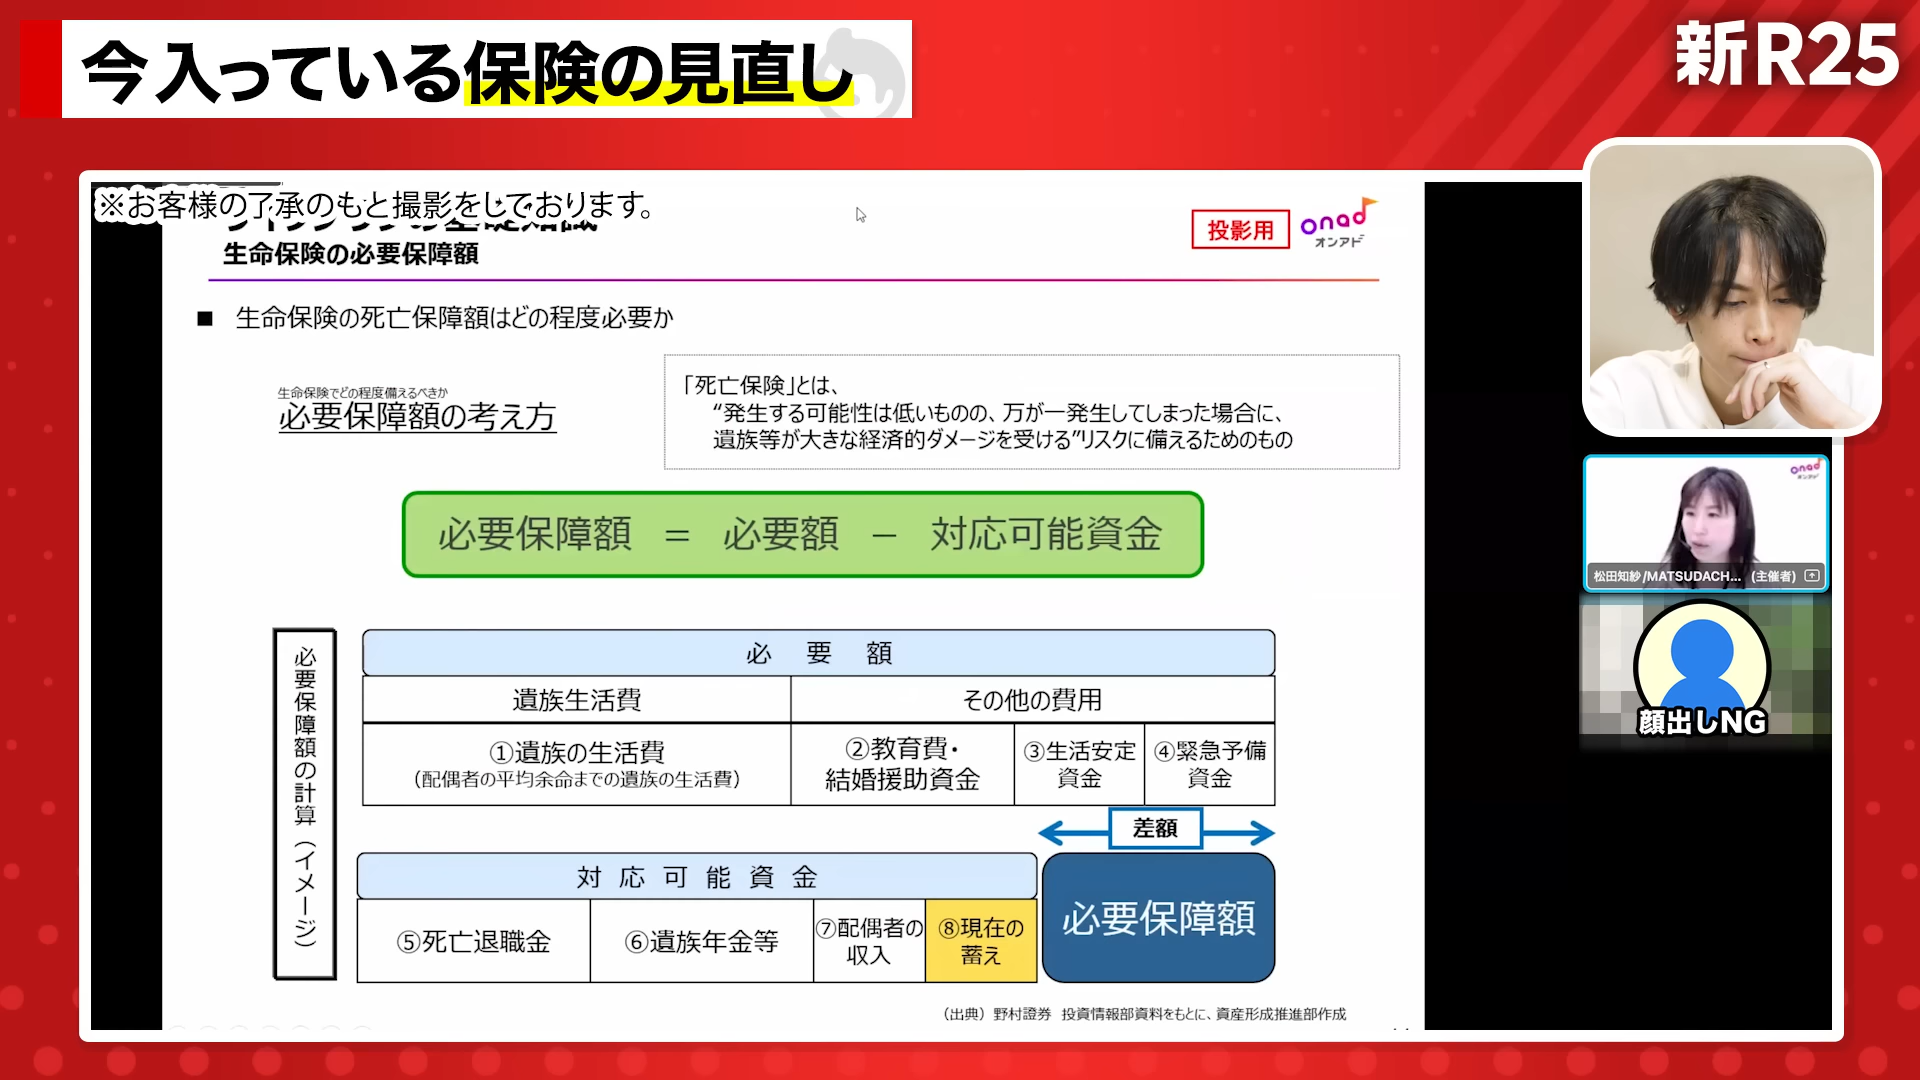 今入っている保険の見直し
新R25
※お客様の了承のもと撮影をしております。
生命保険の必要保障額
投影用
onad
オンアド
■ 生命保険の死亡保障額はどの程度必要か
生命保険でどの程度備えるべきか
必要保障額の考え方
「死亡保険」とは、
“発生する可能性は低いものの、万が一発生してしまった場合に、
遺族等が大きな経済的ダメージを受ける”リスクに備えるためのもの
必要保障額 = 必要額 − 対応可能資金
必要保障額の計算（イメージ）
必要額
遺族生活費
その他の費用
①遺族の生活費
（配偶者の平均余命までの遺族の生活費）
②教育費・
結婚援助資金
③生活安定
資金
④緊急予備
資金
差額
対応可能資金
⑤死亡退職金
⑥遺族年金等
⑦配偶者の
収入
⑧現在の
蓄え
必要保障額
（出典）野村證券 投資情報部資料をもとに、資産形成推進部作成
onad
オンアド
松田知紗/MATSUDACH... (主催者)
顔出しNG